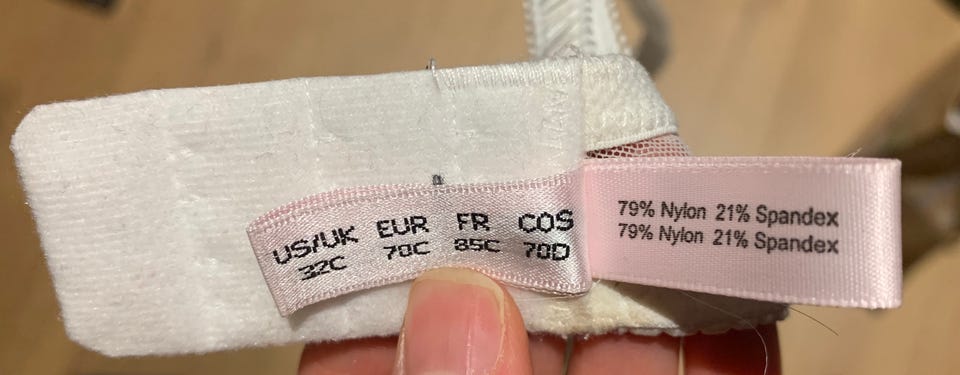 US/UK EUR FR COS
32C 70C 85C 70D
79% Nylon 21% Spandex
79% Nylon 21% Spandex